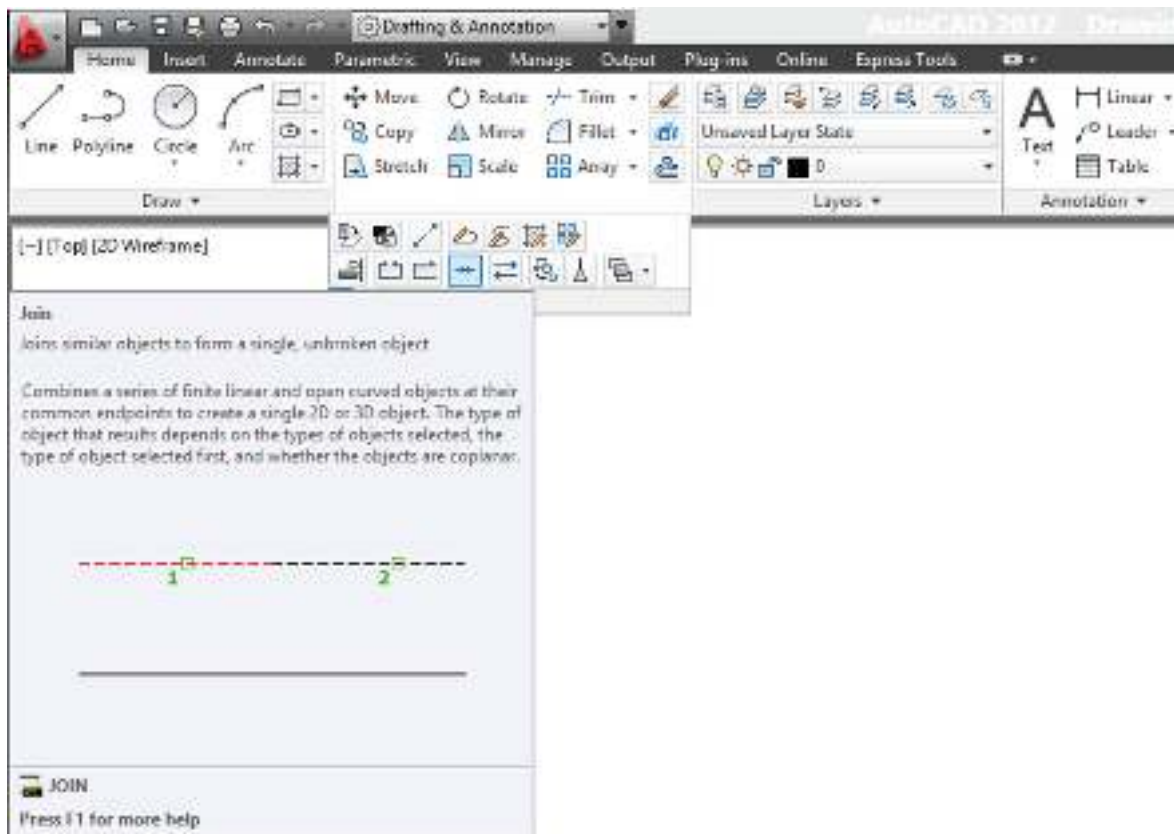 Drafting & Annotation
AutoCAD 2012
Home Insert Annotate Parametric View Manage Output Plug-ins Online Express Tools
Line Polyline Circle Arc
Move Rotate Trim
Copy Mirror Fillet
Stretch Scale Array
Unsaved Layer State
0
Text
Linear
Leader
Table
Draw Layers Annotation
[–] [Top] [2D Wireframe]
Join
Joins similar objects to form a single, unbroken object
Combines a series of finite linear and open curved objects at their
common endpoints to create a single 2D or 3D object. The type of
object that results depends on the types of objects selected, the
type of object selected first, and whether the objects are coplanar.
1 2
JOIN
Press F1 for more help